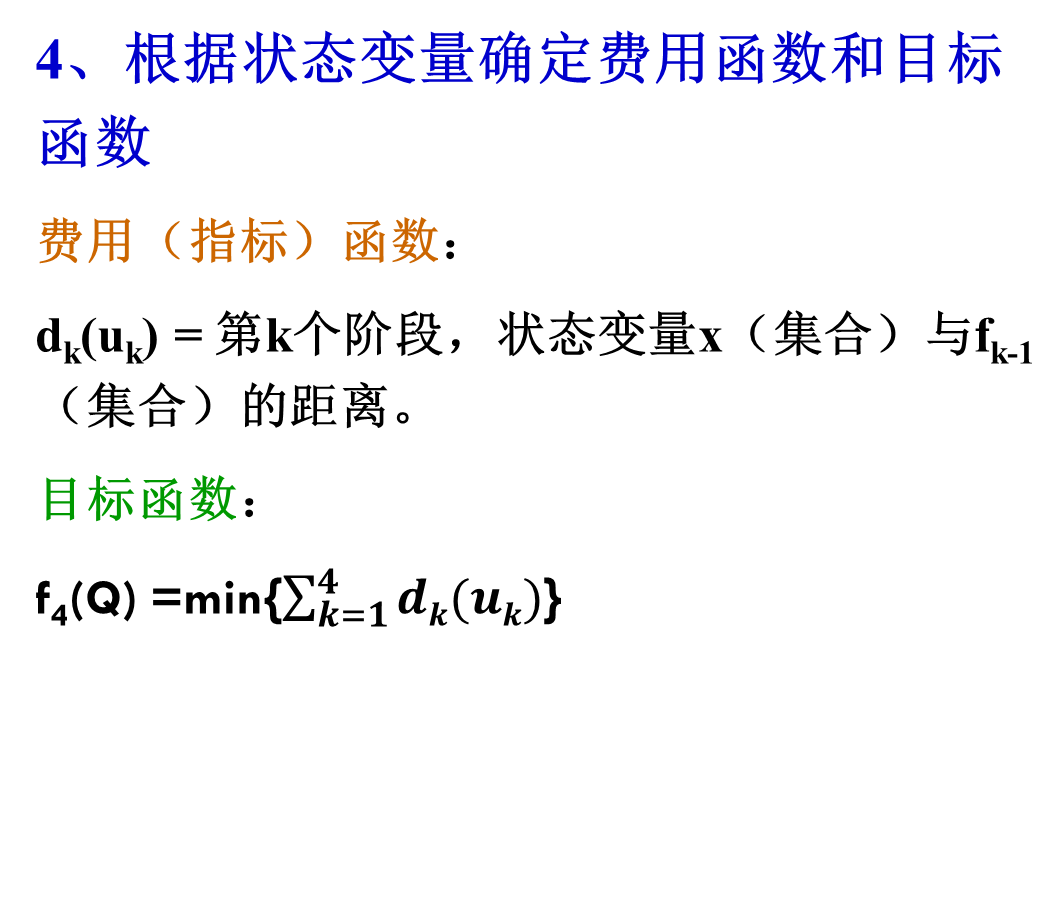 4、根据状态变量确定费用函数和目标
函数
费用（指标）函数：
dₖ(uₖ) = 第k个阶段，状态变量x（集合）与fₖ₋₁
（集合）的距离。
目标函数：
f₄(Q) =min{∑⁴ₖ₌₁ 𝒅ₖ(𝒖ₖ)}